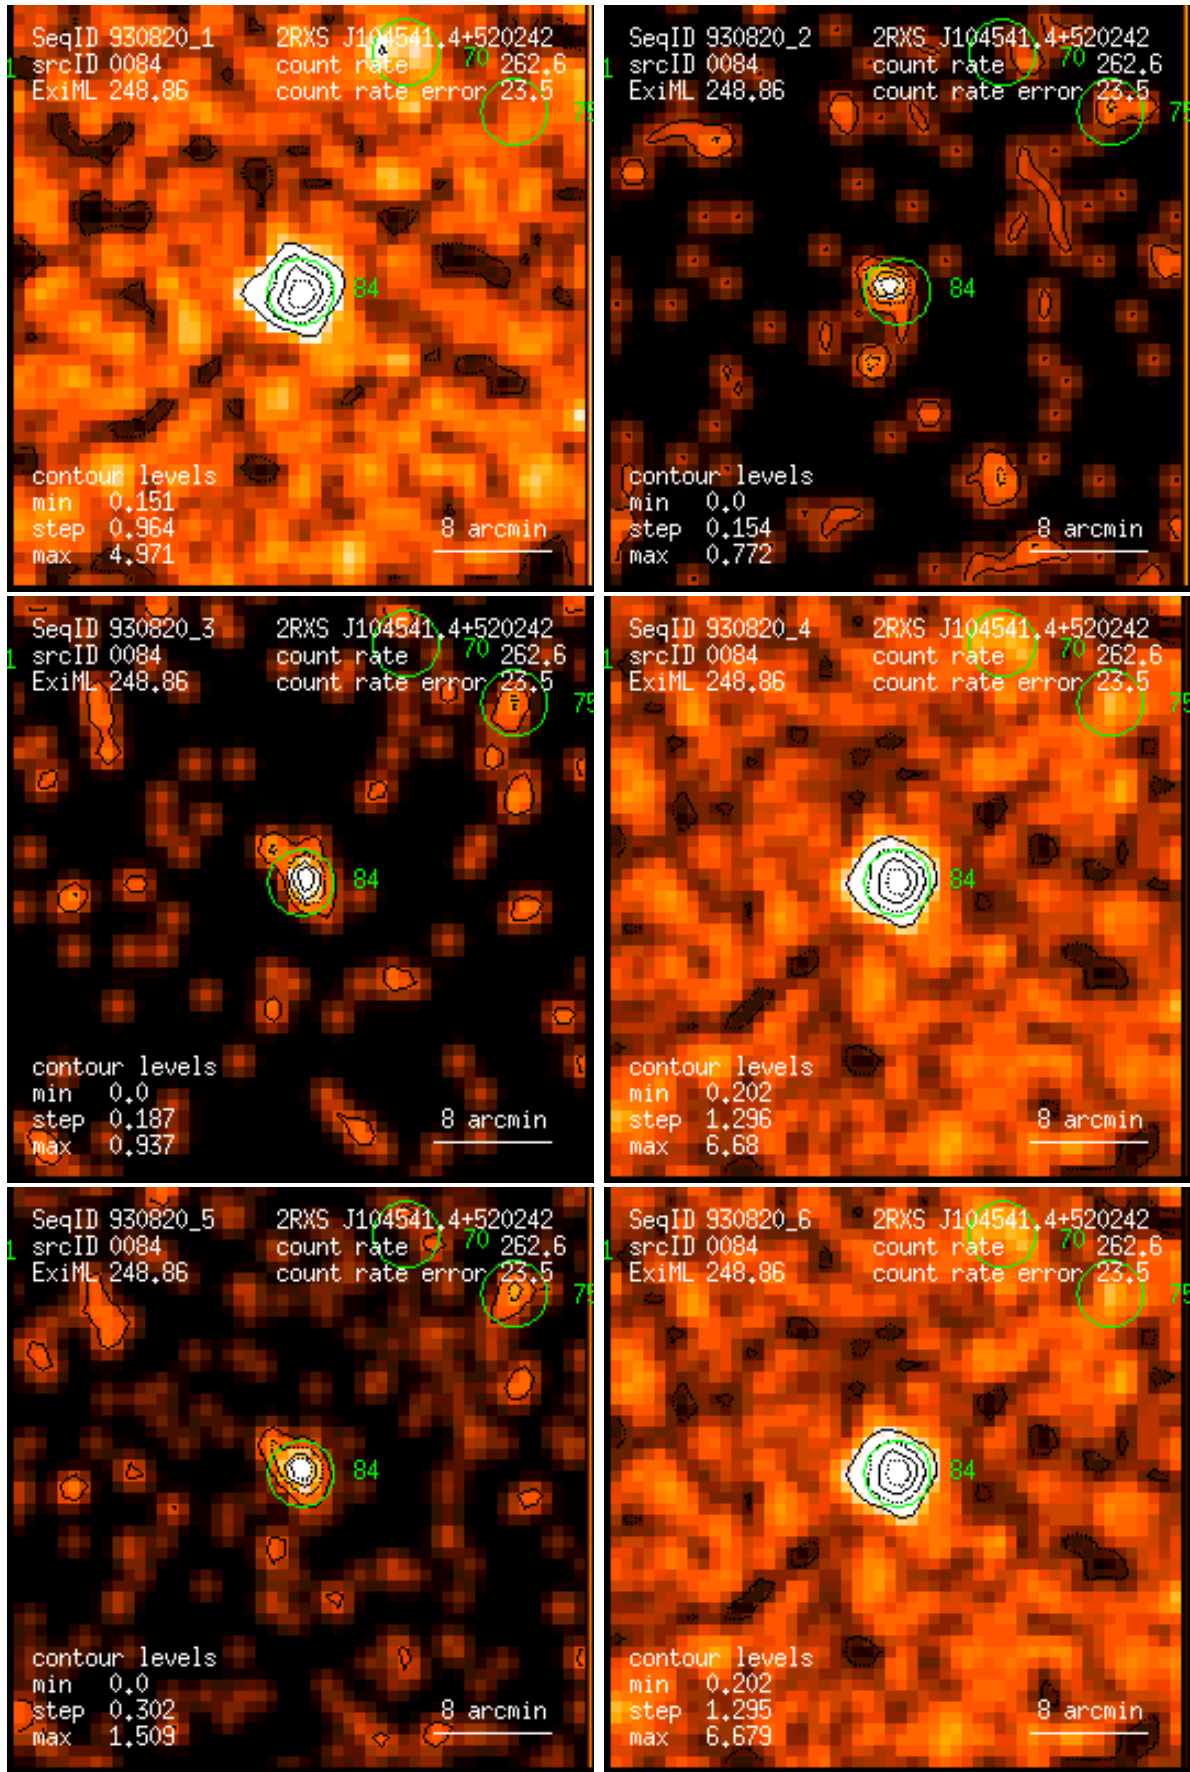 SeqID 930820_1 2RXS J104541.4+520242
1 srcID 0084 count rate 70 262.6
ExiML 248.86 count rate error 23.5
75
84
contour levels
min 0.151
step 0.964 8 arcmin
max 4.971
SeqID 930820_2 2RXS J104541.4+520242
1 srcID 0084 count rate 70 262.6
ExiML 248.86 count rate error 23.5
75
84
contour levels
min 0.0
step 0.154 8 arcmin
max 0.772
SeqID 930820_3 2RXS J104541.4+520242
1 srcID 0084 count rate 70 262.6
ExiML 248.86 count rate error 23.5
75
84
contour levels
min 0.0
step 0.187 8 arcmin
max 0.937
SeqID 930820_4 2RXS J104541.4+520242
1 srcID 0084 count rate 70 262.6
ExiML 248.86 count rate error 23.5
75
84
contour levels
min 0.202
step 1.296 8 arcmin
max 6.68
SeqID 930820_5 2RXS J104541.4+520242
1 srcID 0084 count rate 70 262.6
ExiML 248.86 count rate error 23.5
75
84
contour levels
min 0.0
step 0.302 8 arcmin
max 1.509
SeqID 930820_6 2RXS J104541.4+520242
1 srcID 0084 count rate 70 262.6
ExiML 248.86 count rate error 23.5
75
84
contour levels
min 0.202
step 1.295 8 arcmin
max 6.679